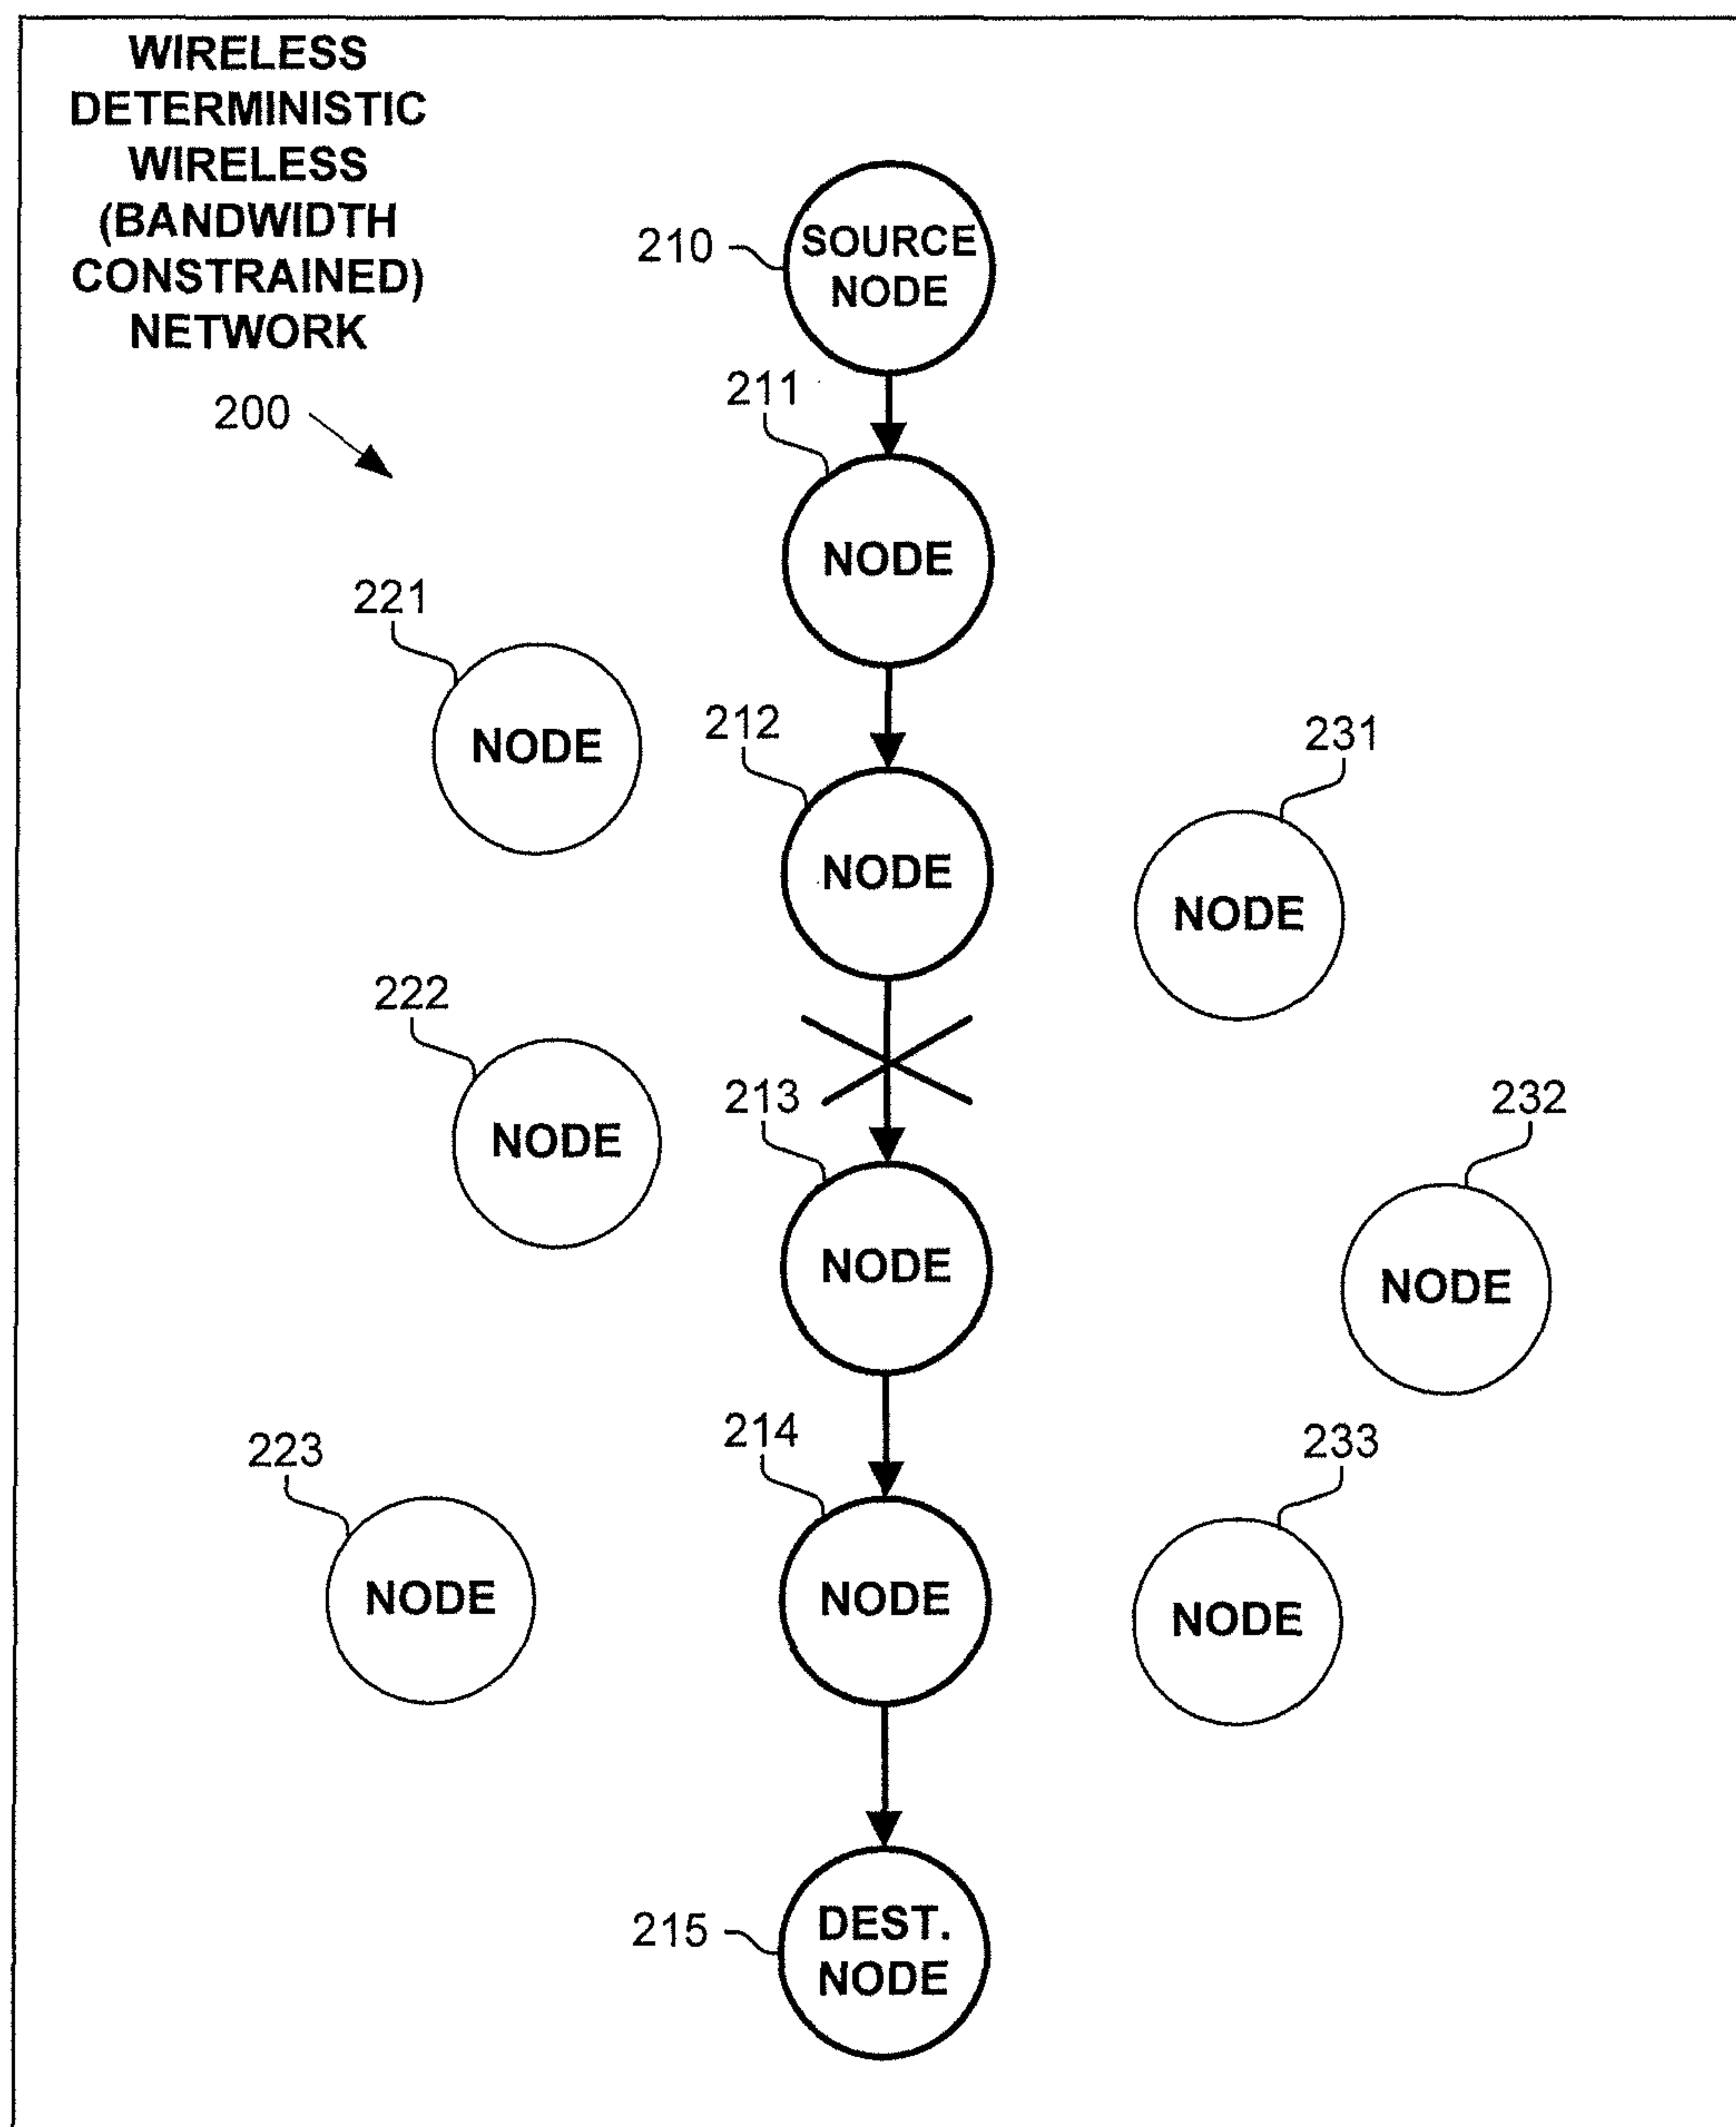 WIRELESS
DETERMINISTIC
WIRELESS
(BANDWIDTH
CONSTRAINED)
NETWORK
200
210
SOURCE
NODE
211
NODE
221
NODE
212
NODE
231
NODE
222
NODE
213
NODE
232
NODE
223
NODE
214
NODE
233
NODE
215
DEST.
NODE